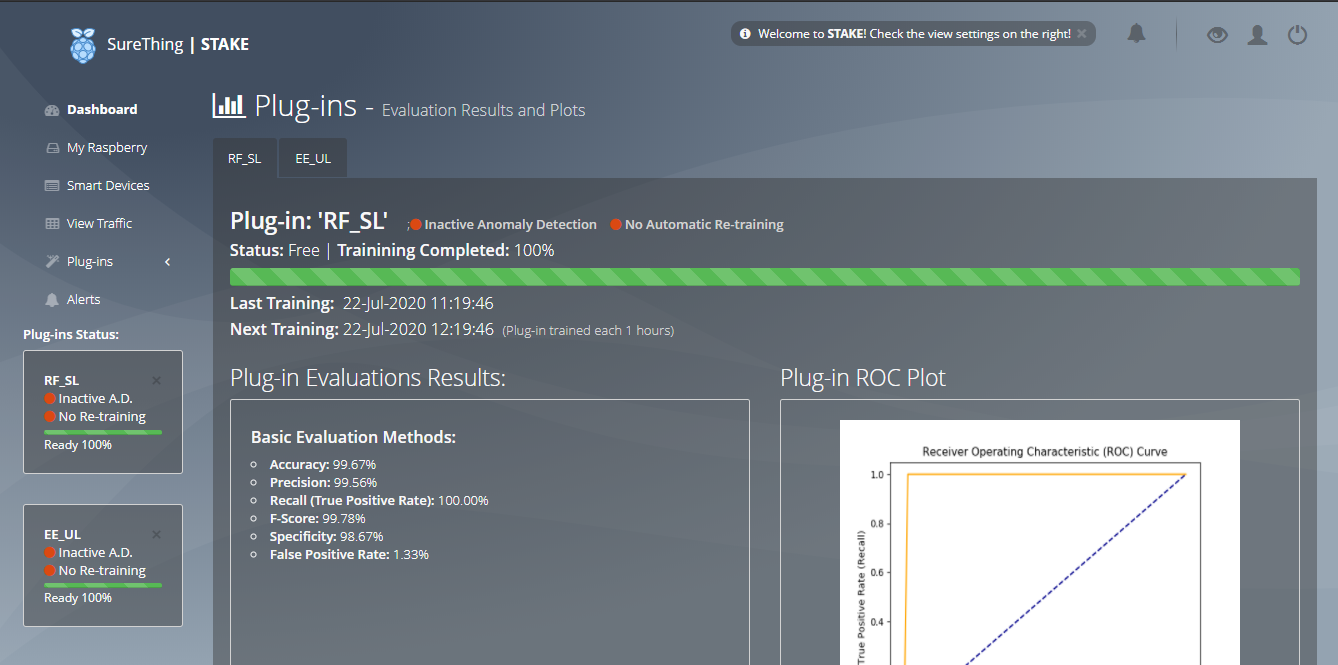 SureThing | STAKE
Welcome to STAKE! Check the view settings on the right!
Dashboard
My Raspberry
Smart Devices
View Traffic
Plug-ins
Alerts
Plug-ins Status:
RF_SL
Inactive A.D.
No Re-training
Ready 100%
EE_UL
Inactive A.D.
No Re-training
Ready 100%
Plug-ins - Evaluation Results and Plots
RF_SL
EE_UL
Plug-in: 'RF_SL' ; Inactive Anomaly Detection No Automatic Re-training
Status: Free | Trainining Completed: 100%
Last Training: 22-Jul-2020 11:19:46
Next Training: 22-Jul-2020 12:19:46 (Plug-in trained each 1 hours)
Plug-in Evaluations Results:
Basic Evaluation Methods:
Accuracy: 99.67%
Precision: 99.56%
Recall (True Positive Rate): 100.00%
F-Score: 99.78%
Specificity: 98.67%
False Positive Rate: 1.33%
Plug-in ROC Plot
Receiver Operating Characteristic (ROC) Curve
1.0
0.8
0.6
0.4
True Positive Rate (Recall)